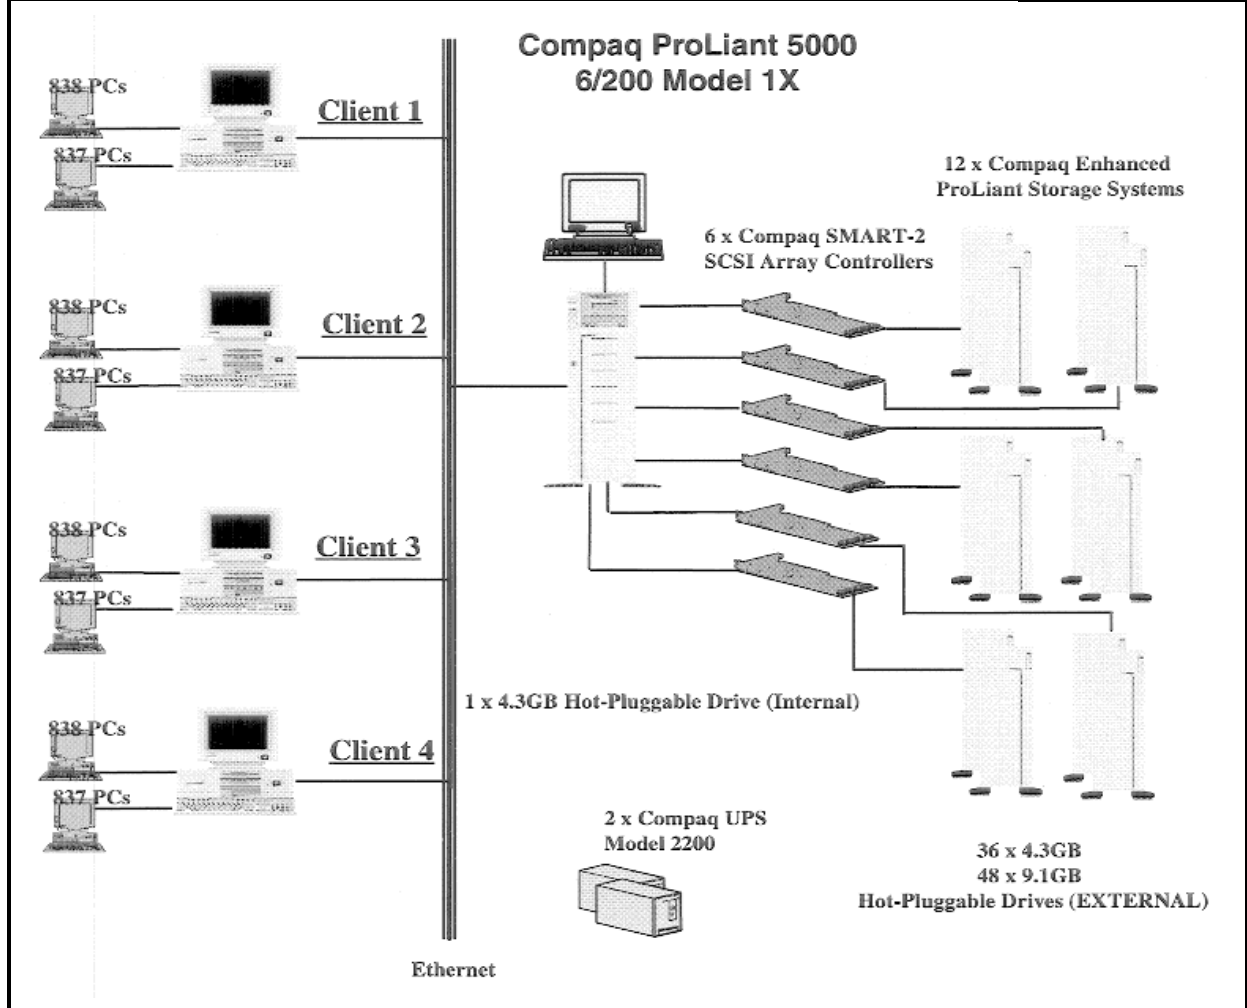 Compaq ProLiant 5000
6/200 Model 1X
838 PCs
Client 1
837 PCs
12 x Compaq Enhanced
ProLiant Storage Systems
6 x Compaq SMART-2
SCSI Array Controllers
838 PCs
Client 2
837 PCs
838 PCs
Client 3
837 PCs
1 x 4.3GB Hot-Pluggable Drive (Internal)
838 PCs
Client 4
837 PCs
2 x Compaq UPS
Model 2200
36 x 4.3GB
48 x 9.1GB
Hot-Pluggable Drives (EXTERNAL)
Ethernet